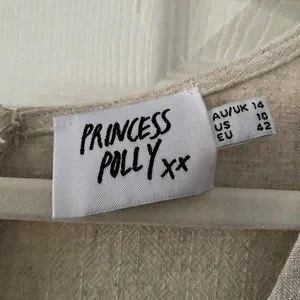 PRINCESS
POLLY xx
AU/UK 14
US 10
EU 42